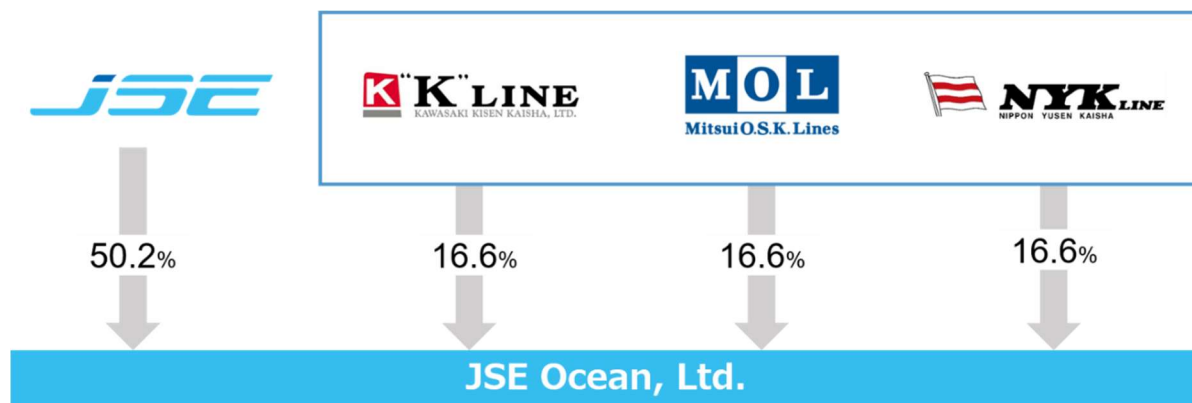 JSE
K "K" LINE
KAWASAKI KISEN KAISHA, LTD.
MOL
Mitsui O.S.K. Lines
NYK LINE
NIPPON YUSEN KAISHA
50.2%
16.6%
16.6%
16.6%
JSE Ocean, Ltd.